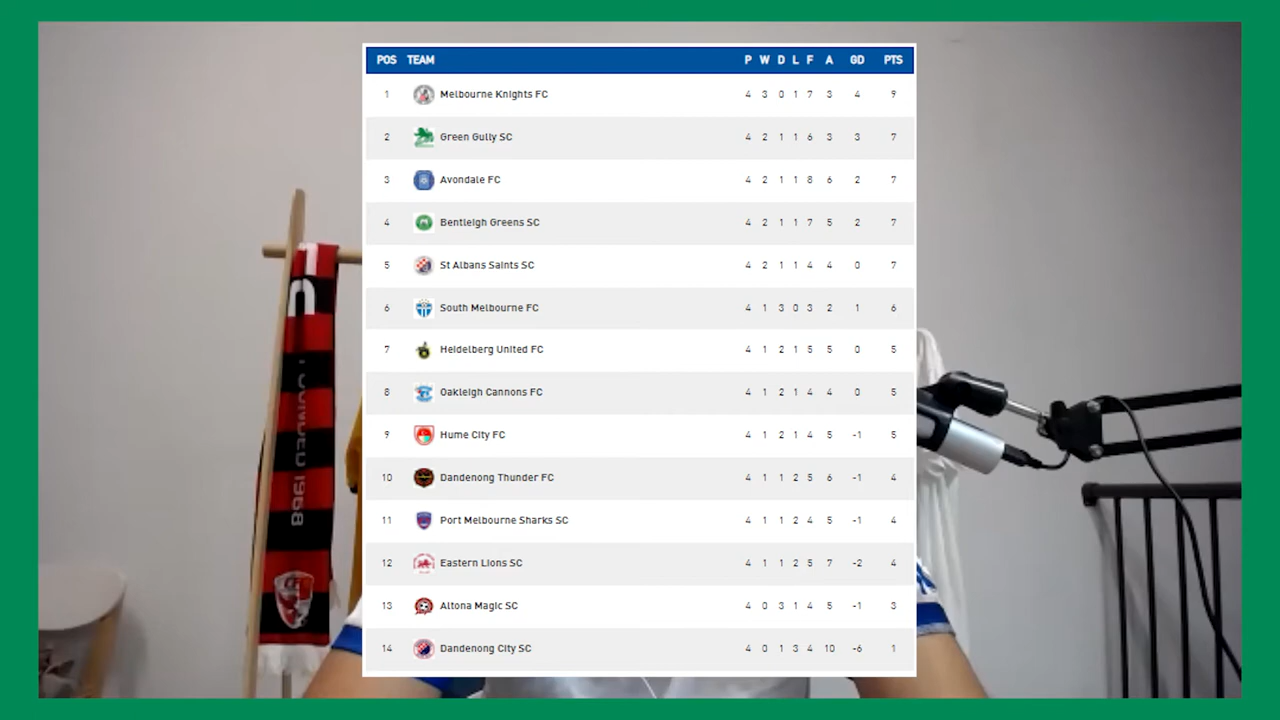 POS TEAM P W D L F A GD PTS
1 Melbourne Knights FC 4 3 0 1 7 3 4 9
2 Green Gully SC 4 2 1 1 6 3 3 7
3 Avondale FC 4 2 1 1 8 6 2 7
4 Bentleigh Greens SC 4 2 1 1 7 5 2 7
5 St Albans Saints SC 4 2 1 1 4 4 0 7
6 South Melbourne FC 4 1 3 0 3 2 1 6
7 Heidelberg United FC 4 1 2 1 5 5 0 5
8 Oakleigh Cannons FC 4 1 2 1 4 4 0 5
9 Hume City FC 4 1 2 1 4 5 -1 5
10 Dandenong Thunder FC 4 1 1 2 5 6 -1 4
11 Port Melbourne Sharks SC 4 1 1 2 4 5 -1 4
12 Eastern Lions SC 4 1 1 2 5 7 -2 4
13 Altona Magic SC 4 0 3 1 4 5 -1 3
14 Dandenong City SC 4 0 1 3 4 10 -6 1